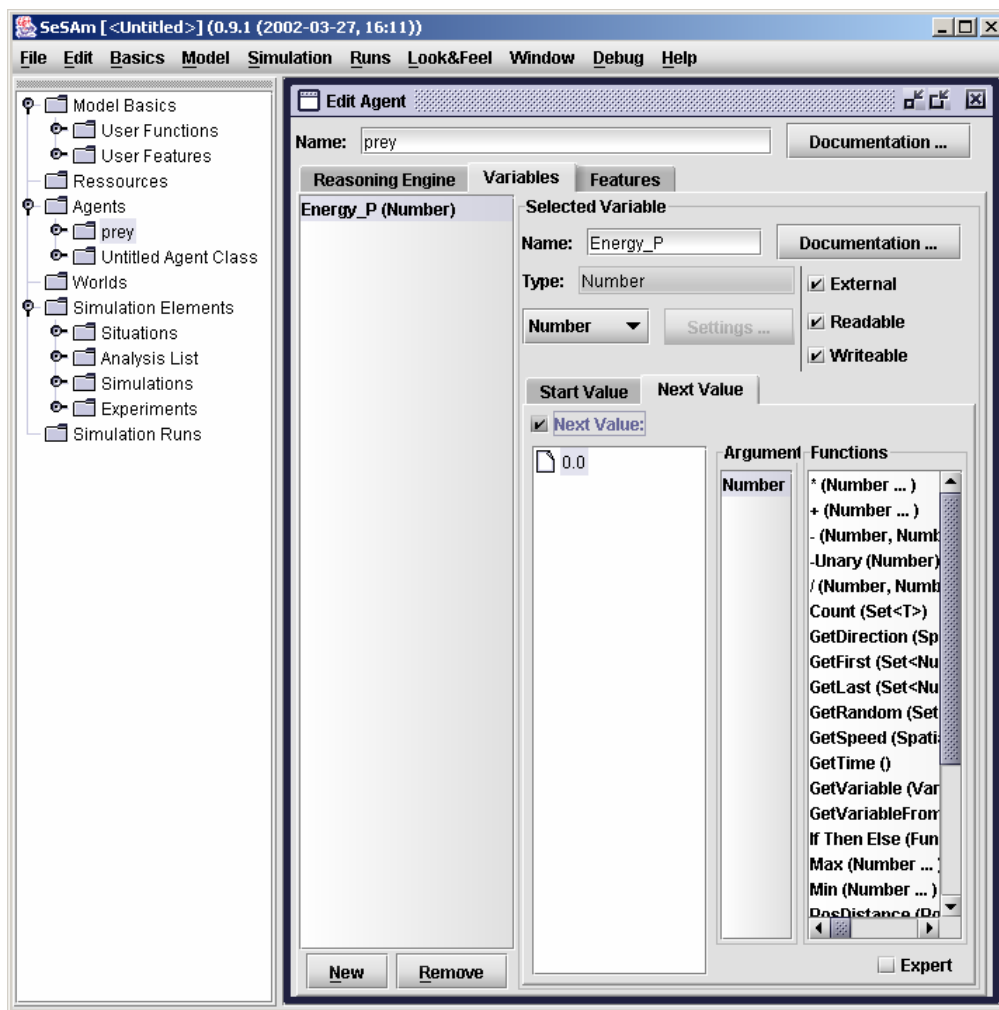 SeSAm [ <Untitled>] (0.9.1 (2002-03-27, 16:11))
File Edit Basics Model Simulation Runs Look&Feel Window Debug Help
Model Basics
User Functions
User Features
Ressources
Agents
prey
Untitled Agent Class
Worlds
Simulation Elements
Situations
Analysis List
Simulations
Experiments
Simulation Runs
Edit Agent
Name: prey Documentation ...
Reasoning Engine Variables Features
Energy_P (Number)
New Remove
Selected Variable
Name: Energy_P Documentation ...
Type: Number
External
Number Settings ...
Readable
Writeable
Start Value Next Value
Next Value:
0.0
Argument
Number
Functions
* (Number ... )
+ (Number ... )
- (Number, Numb
-Unary (Number)
/ (Number, Numb
Count (Set<T>)
GetDirection (Sp
GetFirst (Set<Nu
GetLast (Set<Nu
GetRandom (Set
GetSpeed (Spati
GetTime ()
GetVariable (Var
GetVariableFrom
If Then Else (Fun
Max (Number ...
Min (Number ... )
PosDistance (Po
Expert